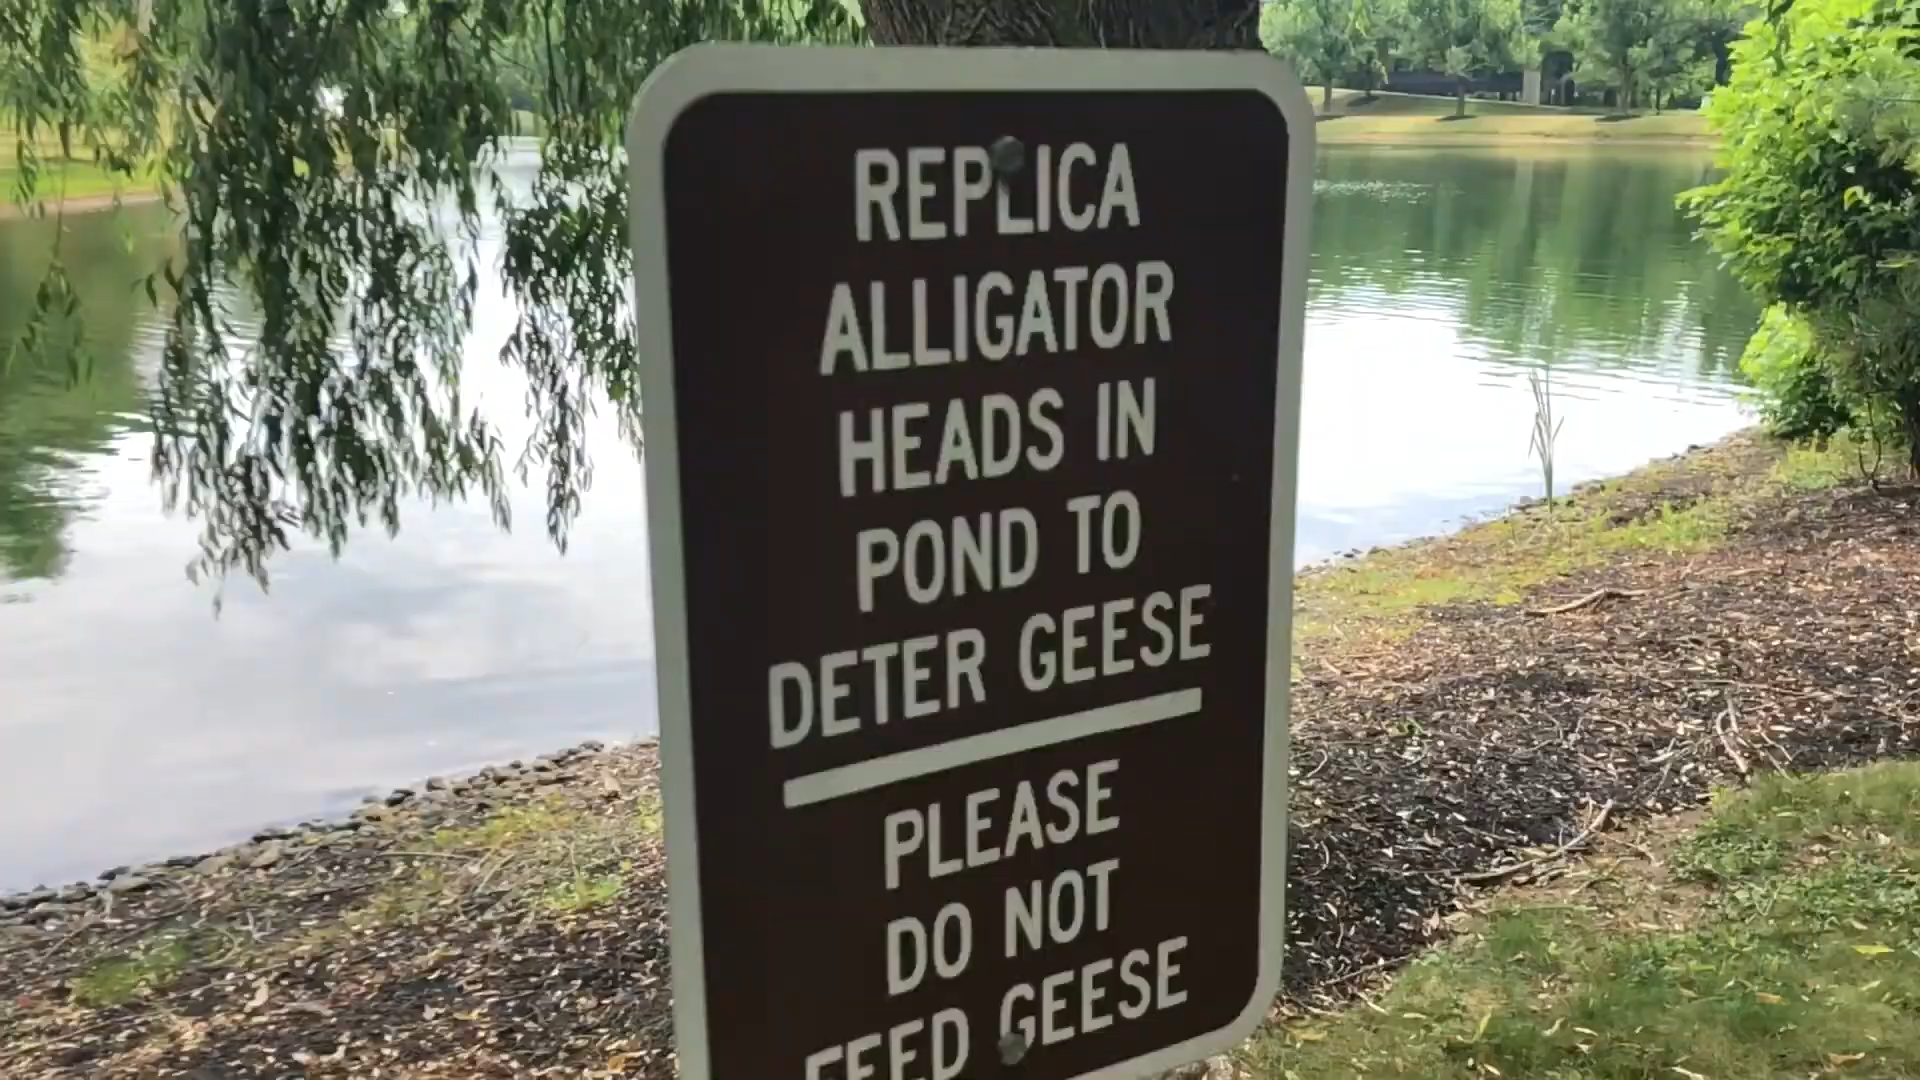 REPLICA
ALLIGATOR
HEADS IN
POND TO
DETER GEESE
PLEASE
DO NOT
FEED GEESE